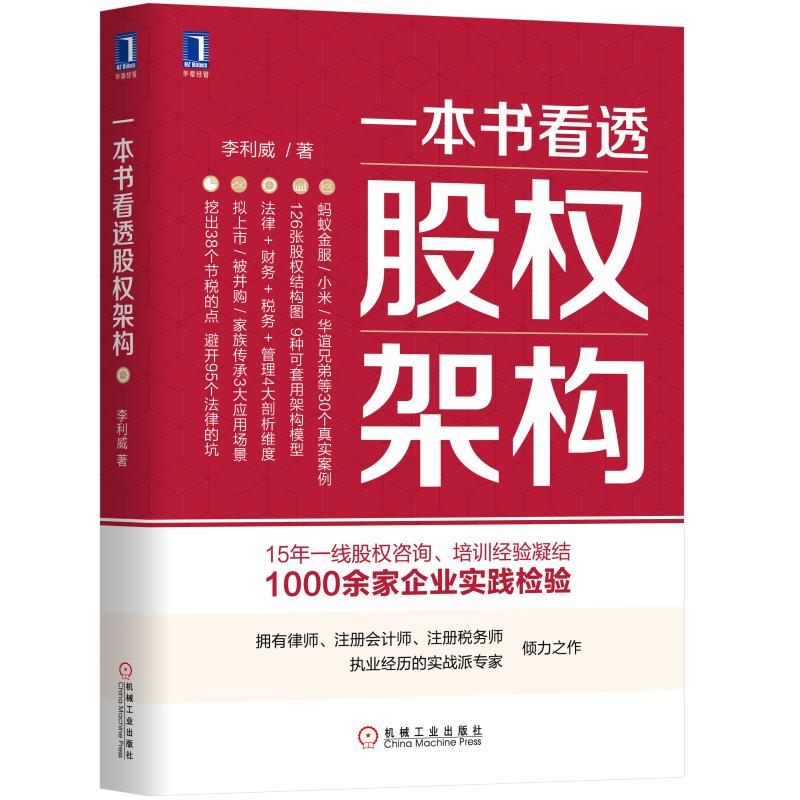 HZ Books
华章经管
一本书看透股权架构
李利威 著
机械工业出版社
China Machine Press
HZ Books
华章经管
一本书看透
股权
架构
李利威 / 著
蚂蚁金服/小米/华谊兄弟等30个真实案例
126张股权结构图 9种可套用架构模型
法律+财务+税务+管理4大剖析维度
拟上市/被并购/家族传承3大应用场景
挖出38个节税的点 避开95个法律的坑
15年一线股权咨询、培训经验凝结
1000余家企业实践检验
拥有律师、注册会计师、注册税务师
执业经历的实战派专家
倾力之作
机械工业出版社
China Machine Press